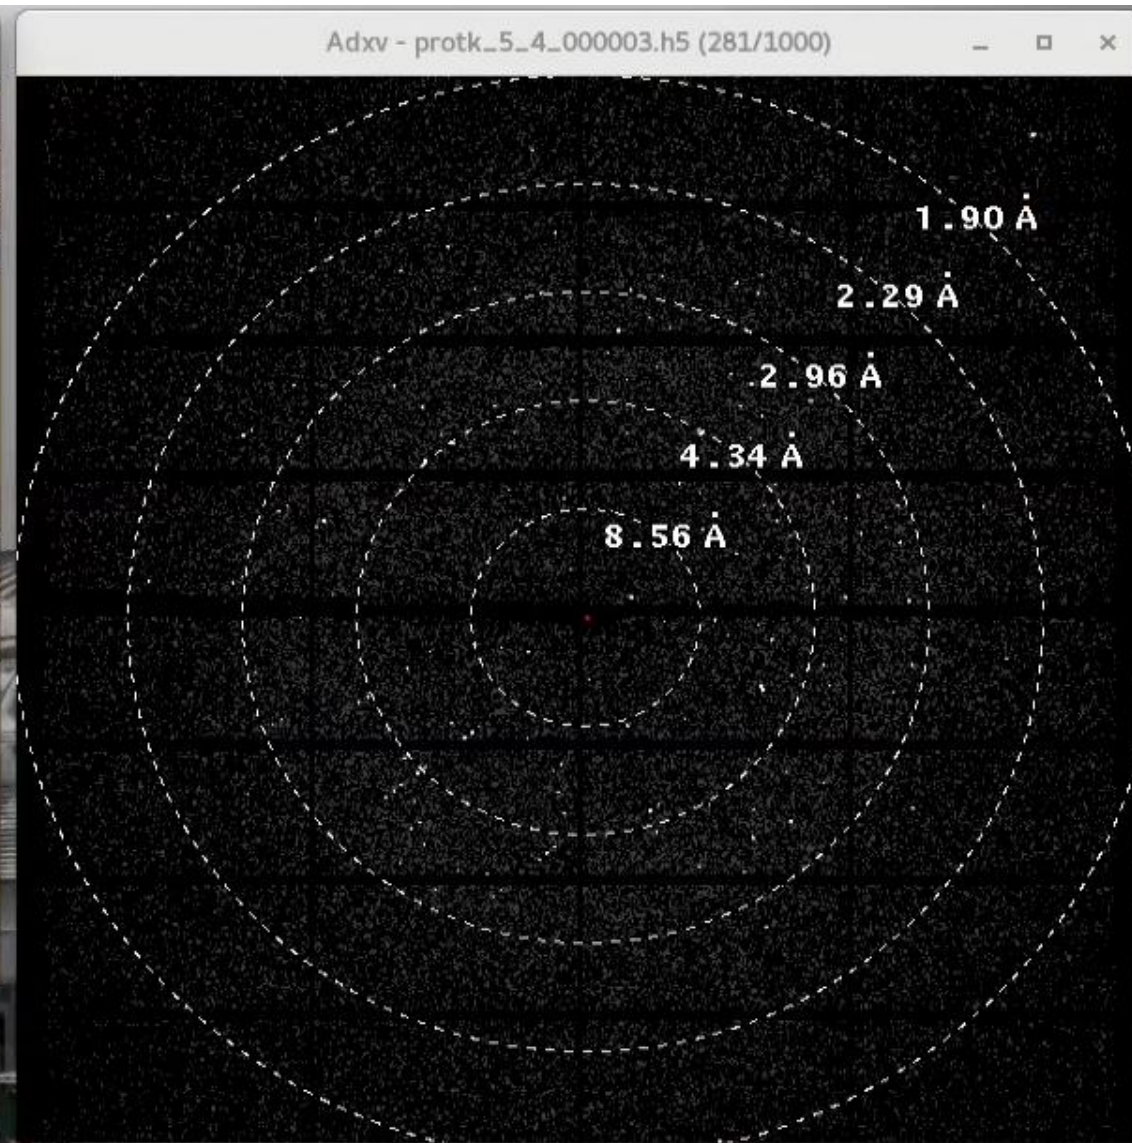 Adxv - protk_5_4_000003.h5 (281/1000)
1.90 Å
2.29 Å
2.96 Å
4.34 Å
8.56 Å